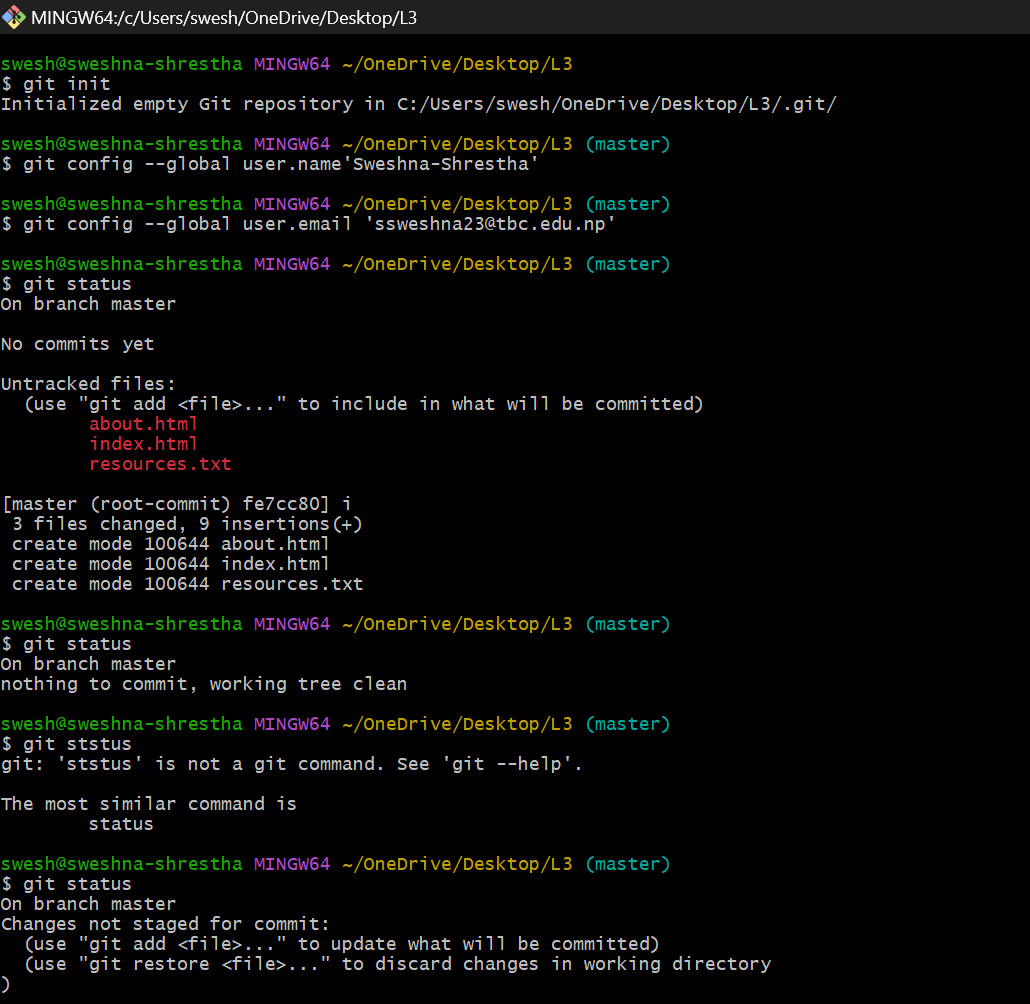 MINGW64:/c/Users/swesh/OneDrive/Desktop/L3
swesh@sweshna-shrestha MINGW64 ~/OneDrive/Desktop/L3
$ git init
Initialized empty Git repository in C:/Users/swesh/OneDrive/Desktop/L3/.git/
swesh@sweshna-shrestha MINGW64 ~/OneDrive/Desktop/L3 (master)
$ git config --global user.name'Sweshna-Shrestha'
swesh@sweshna-shrestha MINGW64 ~/OneDrive/Desktop/L3 (master)
$ git config --global user.email 'ssweshna23@tbc.edu.np'
swesh@sweshna-shrestha MINGW64 ~/OneDrive/Desktop/L3 (master)
$ git status
On branch master
No commits yet
Untracked files:
  (use "git add <file>..." to include in what will be committed)
        about.html
        index.html
        resources.txt
[master (root-commit) fe7cc80] i
 3 files changed, 9 insertions(+)
 create mode 100644 about.html
 create mode 100644 index.html
 create mode 100644 resources.txt
swesh@sweshna-shrestha MINGW64 ~/OneDrive/Desktop/L3 (master)
$ git status
On branch master
nothing to commit, working tree clean
swesh@sweshna-shrestha MINGW64 ~/OneDrive/Desktop/L3 (master)
$ git ststus
git: 'ststus' is not a git command. See 'git --help'.
The most similar command is
        status
swesh@sweshna-shrestha MINGW64 ~/OneDrive/Desktop/L3 (master)
$ git status
On branch master
Changes not staged for commit:
  (use "git add <file>..." to update what will be committed)
  (use "git restore <file>..." to discard changes in working directory
)